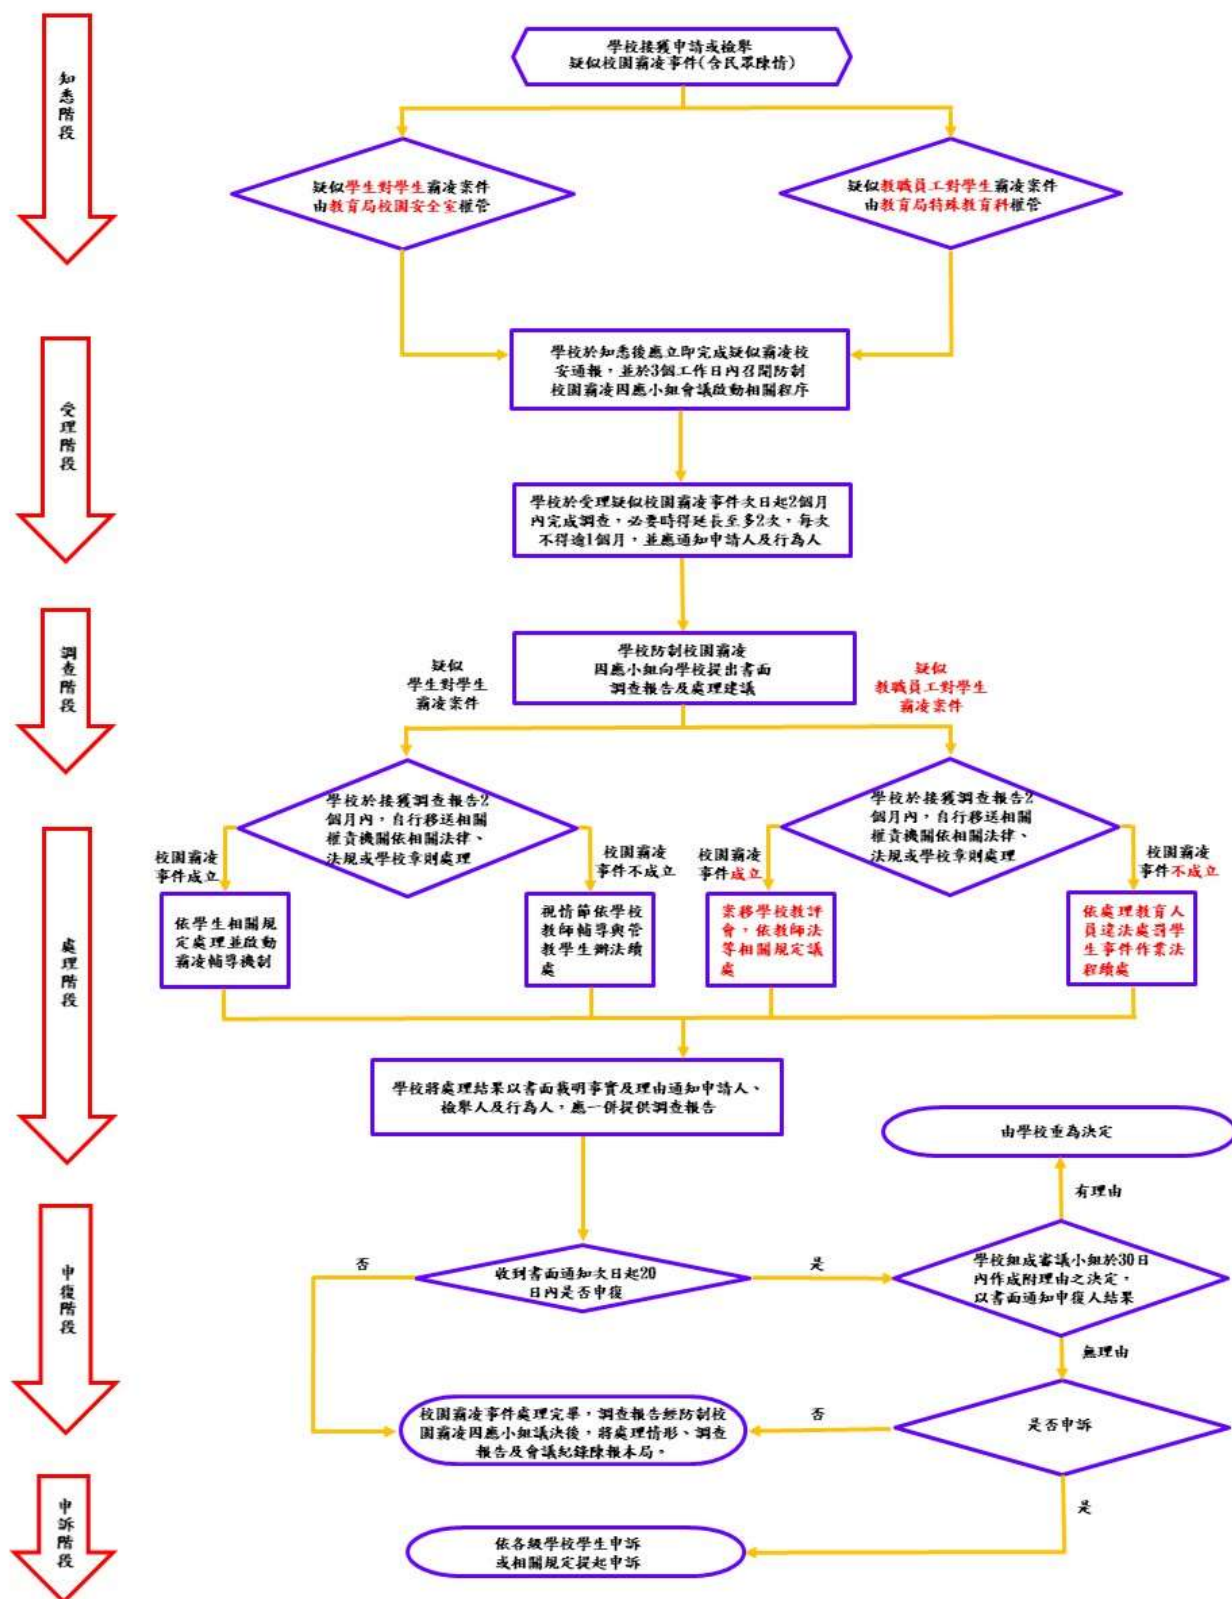 知悉階段
學校接獲申請或檢舉
疑似校園霸凌事件(含民眾陳情)
疑似學生對學生霸凌案件
由教育局校園安全室權管
疑似教職員工對學生霸凌案件
由教育局特殊教育科權管
受理階段
學校於知悉後應立即完成疑似霸凌校
安通報，並於3個工作日內召開防制
校園霸凌因應小組會議啟動相關程序
學校於受理疑似校園霸凌事件次日起2個月
內完成調查，必要時得延長至多2次，每次
不得逾1個月，並應通知申請人及行為人
調查階段
學校防制校園霸凌
因應小組向學校提出書面
調查報告及處理建議
疑似
學生對學生
霸凌案件
疑似
教職員工對學生
霸凌案件
處理階段
學校於接獲調查報告2
個月內，自行移送相關
權責機關依相關法律、
法規或學校章則處理
學校於接獲調查報告2
個月內，自行移送相關
權責機關依相關法律、
法規或學校章則處理
校園霸凌
事件成立
校園霸凌
事件不成立
校園霸凌
事件成立
校園霸凌
事件不成立
依學生相關規
定處理並啟動
霸凌輔導機制
視情節依學校
教師輔導與管
教學生辦法續
處
案移學校教評
會，依教師法
等相關規定議
處
依處理教育人
員違法處罰學
生事件作業法
程續處
學校將處理結果以書面載明事實及理由通知申請人、
檢舉人及行為人，應一併提供調查報告
由學校重為決定
有理由
申復階段
否
收到書面通知次日起20
日內是否申復
是
學校組成審議小組於30日
內作成附理由之決定，
以書面通知申復人結果
無理由
校園霸凌事件處理完畢，調查報告經防制校
園霸凌因應小組議決後，將處理情形、調查
報告及會議紀錄陳報本局。
否
是否申訴
是
申訴階段
依各級學校學生申訴
或相關規定提起申訴